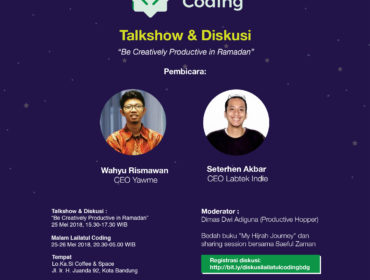 Coding
Talkshow & Diskusi
"Be Creatively Productive in Ramadan"
Pembicara:
Wahyu Rismawan
CEO Yawme
Seterhen Akbar
CEO Labtek Indie
Talkshow & Diskusi :
"Be Creatively Productive in Ramadan"
25 Mei 2018, 15.30-17.30 WIB
Malam Lailatul Coding
25-26 Mei 2018, 20.30-05.00 WIB
Tempat
Lo.Ka.Si Coffee & Space
Jl. Ir. H. Juanda 92, Kota Bandung
Moderator :
Dimas Dwi Adiguna (Productive Hopper)
Bedah buku "My Hijrah Journey" dan
sharing session bersama Saeful Zaman
Registrasi diskusi:
http://bit.ly/diskusilailatulcodingbdg